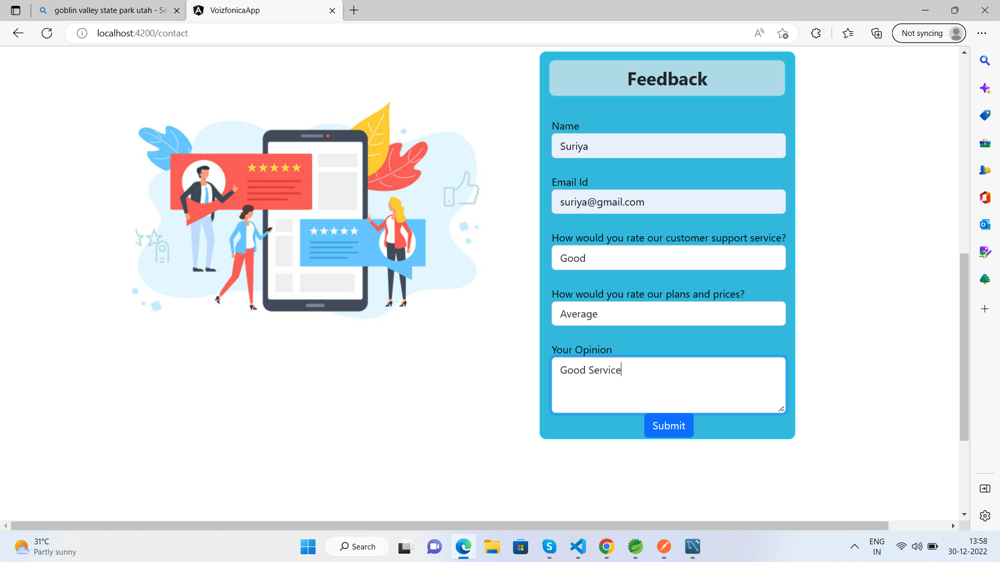 goblin valley state park utah - Se
VoizfonicaApp
localhost:4200/contact
Not syncing
Feedback
Name
Suriya
Email Id
suriya@gmail.com
How would you rate our customer support service?
Good
How would you rate our plans and prices?
Average
Your Opinion
Good Service
Submit
31°C
Partly sunny
Search
ENG
IN
13:58
30-12-2022